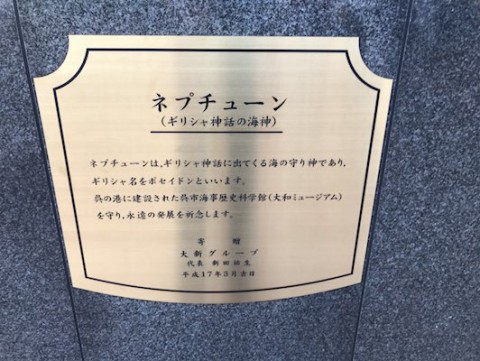 ネプチューン
(ギリシャ神話の海神)
ネプチューンは、ギリシャ神話に出てくる海の守り神であり、
ギリシャ名をポセイドンといいます。
呉の港に建設された呉市海事歴史科学館(大和ミュージアム)
を守り、永遠の発展を祈念します。
寄 贈
大新グループ
代表 新田
平成17年3月吉日